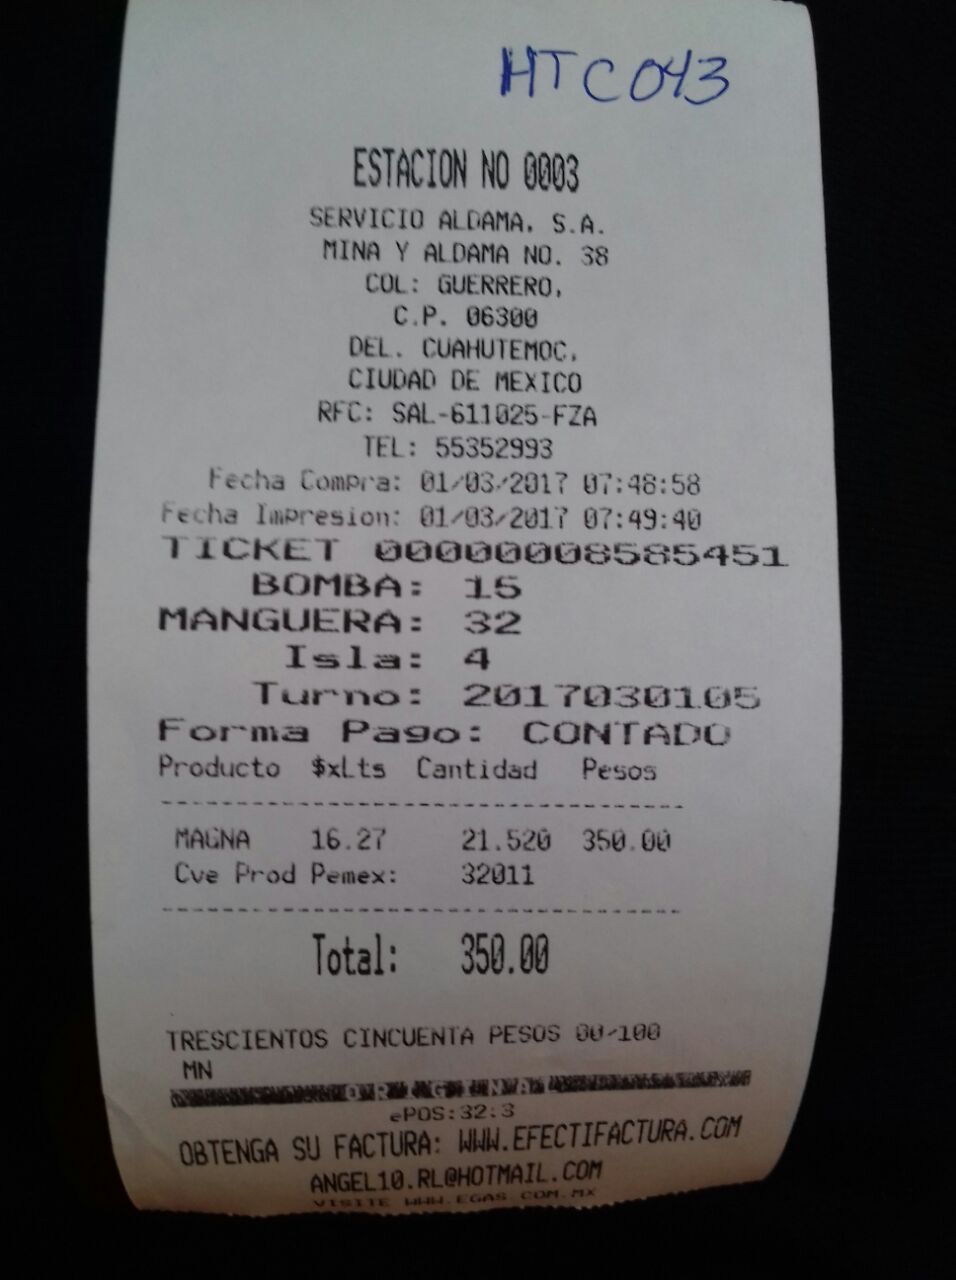 HTC043
ESTACION NO 0003
SERVICIO ALDAMA, S.A.
MINA Y ALDAMA NO. 38
COL: GUERRERO,
C.P. 06300
DEL. CUAHUTEMOC,
CIUDAD DE MEXICO
RFC: SAL-611025-FZA
TEL: 55352993
Fecha Compra: 01/03/2017 07:48:58
Fecha Impresion: 01/03/2017 07:49:40
TICKET 00000008585451
BOMBA: 15
MANGUERA: 32
Isla: 4
Turno: 2017030105
Forma Pago: CONTADO
Producto $xLts Cantidad Pesos
--------------------------------------
MAGNA 16.27 21.520 350.00
Cve Prod Pemex: 32011
--------------------------------------
Total: 350.00
TRESCIENTOS CINCUENTA PESOS 00/100
MN
ORIGINAL
ePOS:32:3
OBTENGA SU FACTURA: WWW.EFECTIFACTURA.COM
ANGEL10.RL@HOTMAIL.COM
VISITE WWW.EGAS.COM.MX